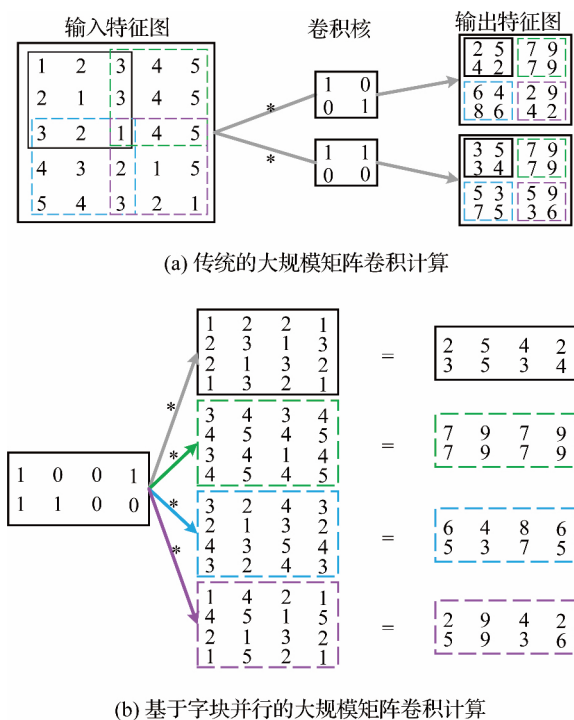 输入特征图 卷积核 输出特征图
1 2 3 4 5
2 1 3 4 5
3 2 1 4 5
4 3 2 1 5
5 4 3 2 1
*
*
1 0
0 1
1 1
0 0
2 5 7 9
4 2 7 9
6 4 2 9
8 6 4 2
3 5 7 9
3 4 7 9
5 3 5 9
7 5 3 6
(a) 传统的大规模矩阵卷积计算
1 0 0 1
1 1 0 0
*
*
*
*
1 2 2 1
2 3 1 3
2 1 3 2
1 3 2 1
=
2 5 4 2
3 5 3 4
3 4 3 4
4 5 4 5
3 4 1 4
4 5 4 5
=
7 9 7 9
7 9 7 9
3 2 4 3
2 1 3 2
4 3 5 4
3 2 4 3
=
6 4 8 6
5 3 7 5
1 4 2 1
4 5 1 5
2 1 3 2
1 5 2 1
=
2 9 4 2
5 9 3 6
(b) 基于字块并行的大规模矩阵卷积计算